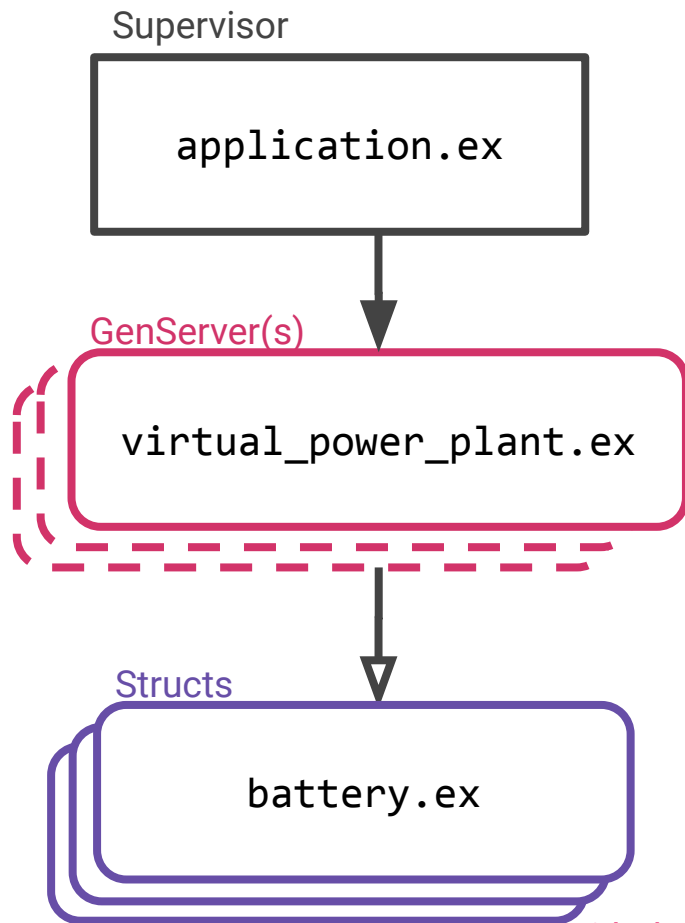 Supervisor
application.ex
GenServer(s)
virtual_power_plant.ex
Structs
battery.ex